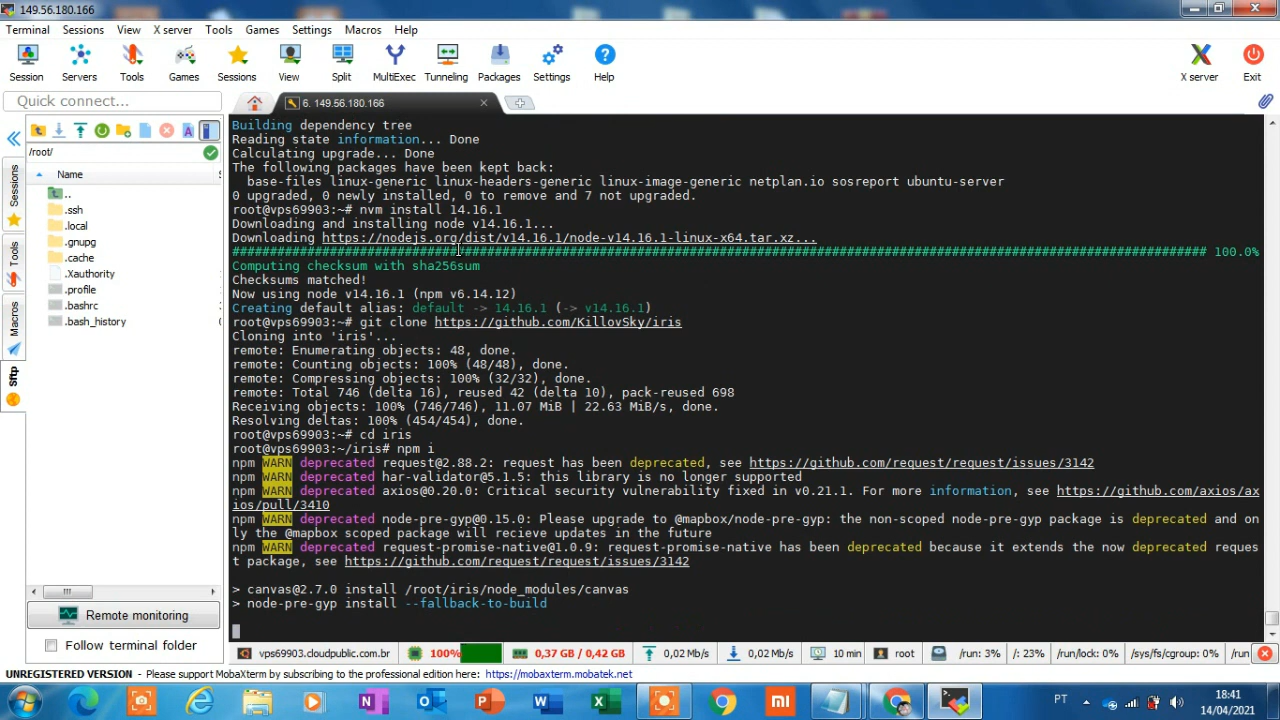 149.56.180.166
Terminal Sessions View X server Tools Games Settings Macros Help
Session Servers Tools Games Sessions View Split MultiExec Tunneling Packages Settings Help X server Exit
Quick connect...
6. 149.56.180.166
/root/
Name
..
.ssh
.local
.gnupg
.cache
.Xauthority
.profile
.bashrc
.bash_history
Sessions
Tools
Macros
Sftp
Building dependency tree
Reading state information... Done
Calculating upgrade... Done
The following packages have been kept back:
base-files linux-generic linux-headers-generic linux-image-generic netplan.io sosreport ubuntu-server
0 upgraded, 0 newly installed, 0 to remove and 7 not upgraded.
root@vps69903:~# nvm install 14.16.1
Downloading and installing node v14.16.1...
Downloading https://nodejs.org/dist/v14.16.1/node-v14.16.1-linux-x64.tar.xz...
################################################################################################################################## 100.0%
Computing checksum with sha256sum
Checksums matched!
Now using node v14.16.1 (npm v6.14.12)
Creating default alias: default -> 14.16.1 (-> v14.16.1)
root@vps69903:~# git clone https://github.com/KillovSky/iris
Cloning into 'iris'...
remote: Enumerating objects: 48, done.
remote: Counting objects: 100% (48/48), done.
remote: Compressing objects: 100% (32/32), done.
remote: Total 746 (delta 16), reused 42 (delta 10), pack-reused 698
Receiving objects: 100% (746/746), 11.07 MiB | 22.63 MiB/s, done.
Resolving deltas: 100% (454/454), done.
root@vps69903:~# cd iris
root@vps69903:~/iris# npm i
npm WARN deprecated request@2.88.2: request has been deprecated, see https://github.com/request/request/issues/3142
npm WARN deprecated har-validator@5.1.5: this library is no longer supported
npm WARN deprecated axios@0.20.0: Critical security vulnerability fixed in v0.21.1. For more information, see https://github.com/axios/ax
ios/pull/3410
npm WARN deprecated node-pre-gyp@0.15.0: Please upgrade to @mapbox/node-pre-gyp: the non-scoped node-pre-gyp package is deprecated and on
ly the @mapbox scoped package will recieve updates in the future
npm WARN deprecated request-promise-native@1.0.9: request-promise-native has been deprecated because it extends the now deprecated reques
t package, see https://github.com/request/request/issues/3142
> canvas@2.7.0 install /root/iris/node_modules/canvas
> node-pre-gyp install --fallback-to-build
Remote monitoring
Follow terminal folder
vps69903.cloudpublic.com.br 100% 0,37 GB / 0,42 GB 0,02 Mb/s 0,02 Mb/s 10 min root /run: 3% /: 23% /run/lock: 0% /sys/fs/cgroup: 0% /run
UNREGISTERED VERSION - Please support MobaXterm by subscribing to the professional edition here: https://mobaxterm.mobatek.net
PT
18:41
14/04/2021